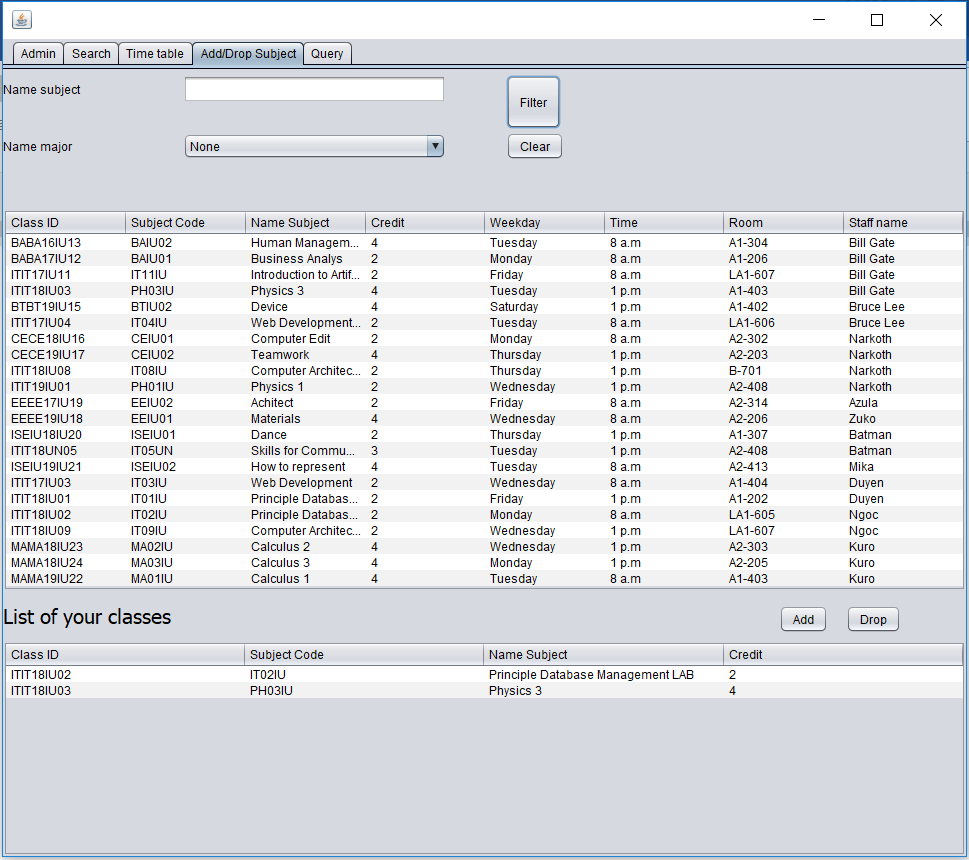 Admin Search Time table Add/Drop Subject Query
Name subject Filter
Name major None Clear
Class ID Subject Code Name Subject Credit Weekday Time Room Staff name
BABA16IU13 BAIU02 Human Managem... 4 Tuesday 8 a.m A1-304 Bill Gate
BABA17IU12 BAIU01 Business Analys 2 Monday 8 a.m A1-206 Bill Gate
ITIT17IU11 IT11IU Introduction to Artif... 2 Friday 8 a.m LA1-607 Bill Gate
ITIT18IU03 PH03IU Physics 3 4 Tuesday 1 p.m A1-403 Bill Gate
BTBT19IU15 BTIU02 Device 4 Saturday 1 p.m A1-402 Bruce Lee
ITIT17IU04 IT04IU Web Development... 2 Tuesday 8 a.m LA1-606 Bruce Lee
CECE18IU16 CEIU01 Computer Edit 2 Monday 8 a.m A2-302 Narkoth
CECE19IU17 CEIU02 Teamwork 4 Thursday 1 p.m A2-203 Narkoth
ITIT18IU08 IT08IU Computer Architec... 2 Thursday 1 p.m B-701 Narkoth
ITIT19IU01 PH01IU Physics 1 2 Wednesday 1 p.m A2-408 Narkoth
EEEE17IU19 EEIU02 Achitect 2 Friday 8 a.m A2-314 Azula
EEEE19IU18 EEIU01 Materials 4 Wednesday 8 a.m A2-206 Zuko
ISEIU18IU20 ISEIU01 Dance 2 Thursday 1 p.m A1-307 Batman
ITIT18UN05 IT05UN Skills for Commu... 3 Tuesday 1 p.m A2-408 Batman
ISEIU19IU21 ISEIU02 How to represent 4 Tuesday 8 a.m A2-413 Mika
ITIT17IU03 IT03IU Web Development 2 Wednesday 8 a.m A1-404 Duyen
ITIT18IU01 IT01IU Principle Databas... 2 Friday 1 p.m A1-202 Duyen
ITIT18IU02 IT02IU Principle Databas... 2 Monday 8 a.m LA1-605 Ngoc
ITIT18IU09 IT09IU Computer Architec... 2 Wednesday 1 p.m LA1-607 Ngoc
MAMA18IU23 MA02IU Calculus 2 4 Wednesday 1 p.m A2-303 Kuro
MAMA18IU24 MA03IU Calculus 3 4 Monday 1 p.m A2-205 Kuro
MAMA19IU22 MA01IU Calculus 1 4 Tuesday 8 a.m A1-403 Kuro
List of your classes Add Drop
Class ID Subject Code Name Subject Credit
ITIT18IU02 IT02IU Principle Database Management LAB 2
ITIT18IU03 PH03IU Physics 3 4